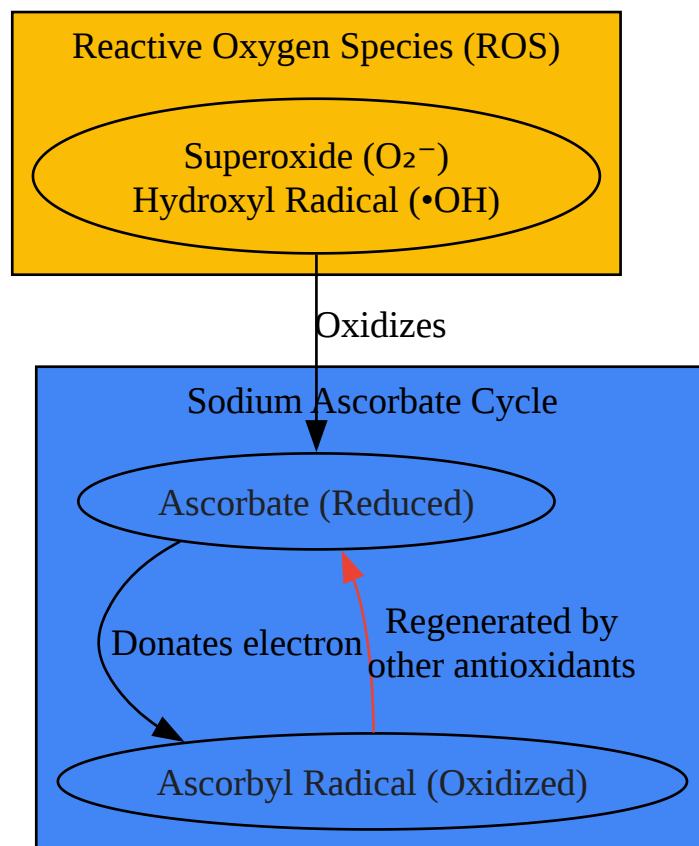 Reactive Oxygen Species (ROS)
Superoxide (O₂⁻)
Hydroxyl Radical (•OH)
Oxidizes
Sodium Ascorbate Cycle
Ascorbate (Reduced)
Donates electron
Regenerated by
other antioxidants
Ascorbyl Radical (Oxidized)